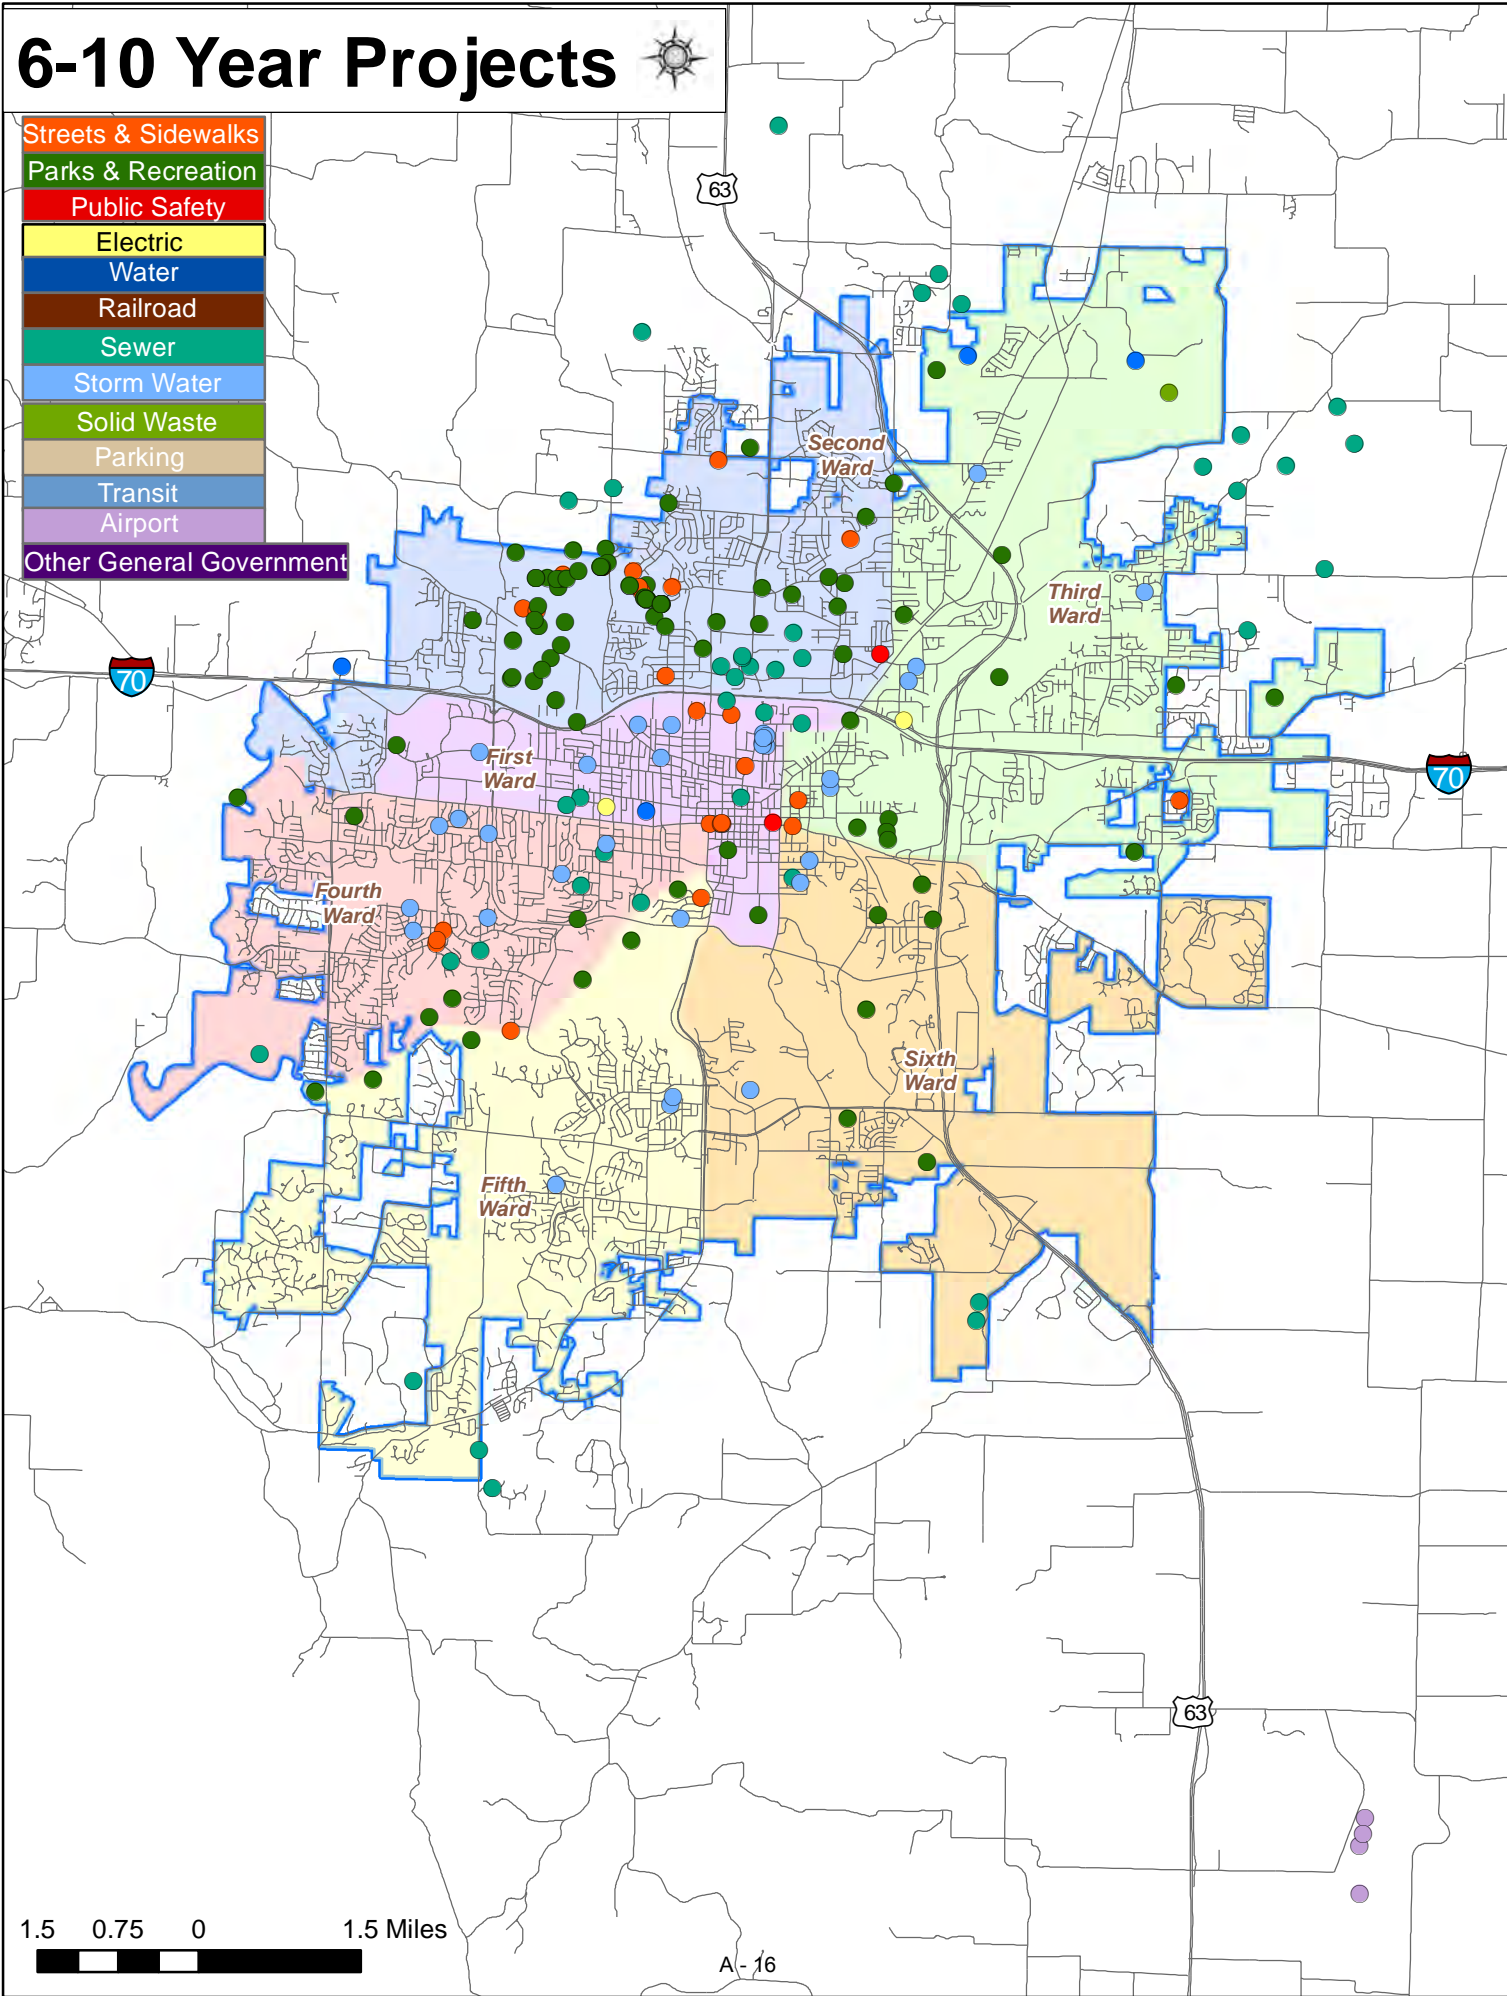 6-10 Year Projects
Streets & Sidewalks
Parks & Recreation
Public Safety
Electric
Water
Railroad
Sewer
Storm Water
Solid Waste
Parking
Transit
Airport
Other General Government
63
Second
Ward
Third
Ward
70
First
Ward
70
Fourth
Ward
Sixth
Ward
Fifth
Ward
63
1.5 0.75 0 1.5 Miles
A - 16